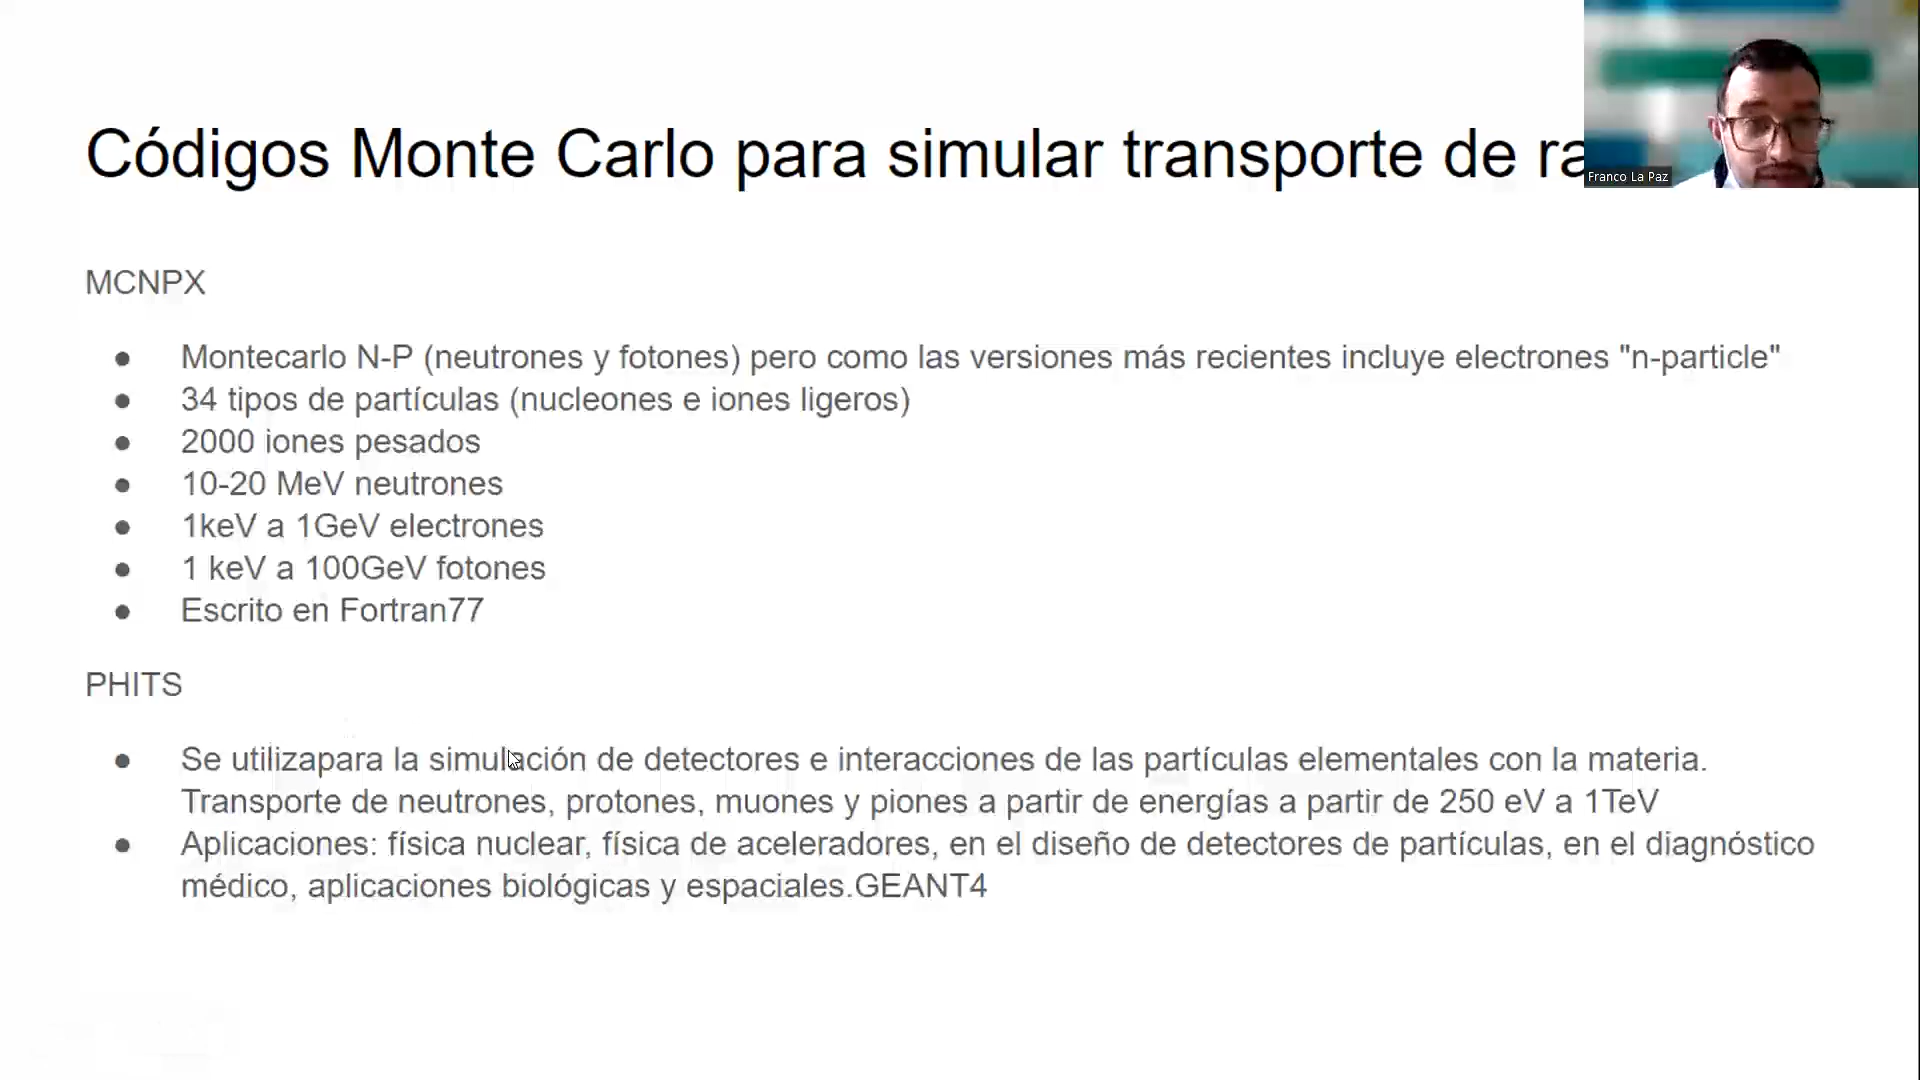 Códigos Monte Carlo para simular transporte de ra
Franco La Paz
MCNPX
● Montecarlo N-P (neutrones y fotones) pero como las versiones más recientes incluye electrones "n-particle"
● 34 tipos de partículas (nucleones e iones ligeros)
● 2000 iones pesados
● 10-20 MeV neutrones
● 1keV a 1GeV electrones
● 1 keV a 100GeV fotones
● Escrito en Fortran77
PHITS
● Se utilizapara la simulación de detectores e interacciones de las partículas elementales con la materia.
Transporte de neutrones, protones, muones y piones a partir de energías a partir de 250 eV a 1TeV
● Aplicaciones: física nuclear, física de aceleradores, en el diseño de detectores de partículas, en el diagnóstico
médico, aplicaciones biológicas y espaciales.GEANT4